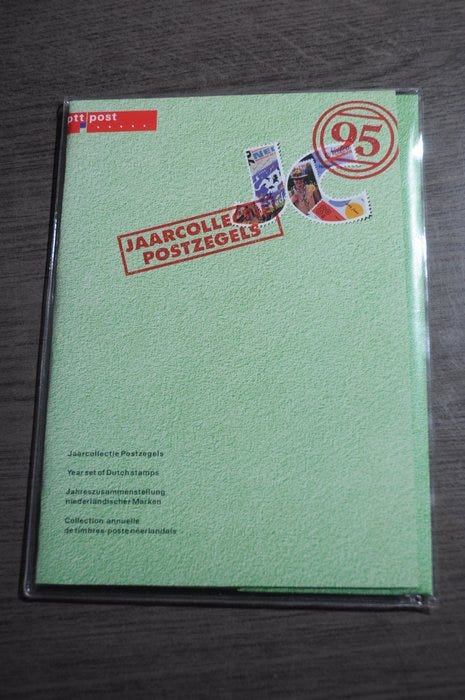 ptt post
95
JAARCOLLEC
POSTZEGELS
Jaarcollectie Postzegels
Year set of Dutch stamps
Jahreszusammenstellung
niederländischer Marken
Collection annuelle
de timbres-poste néerlandais